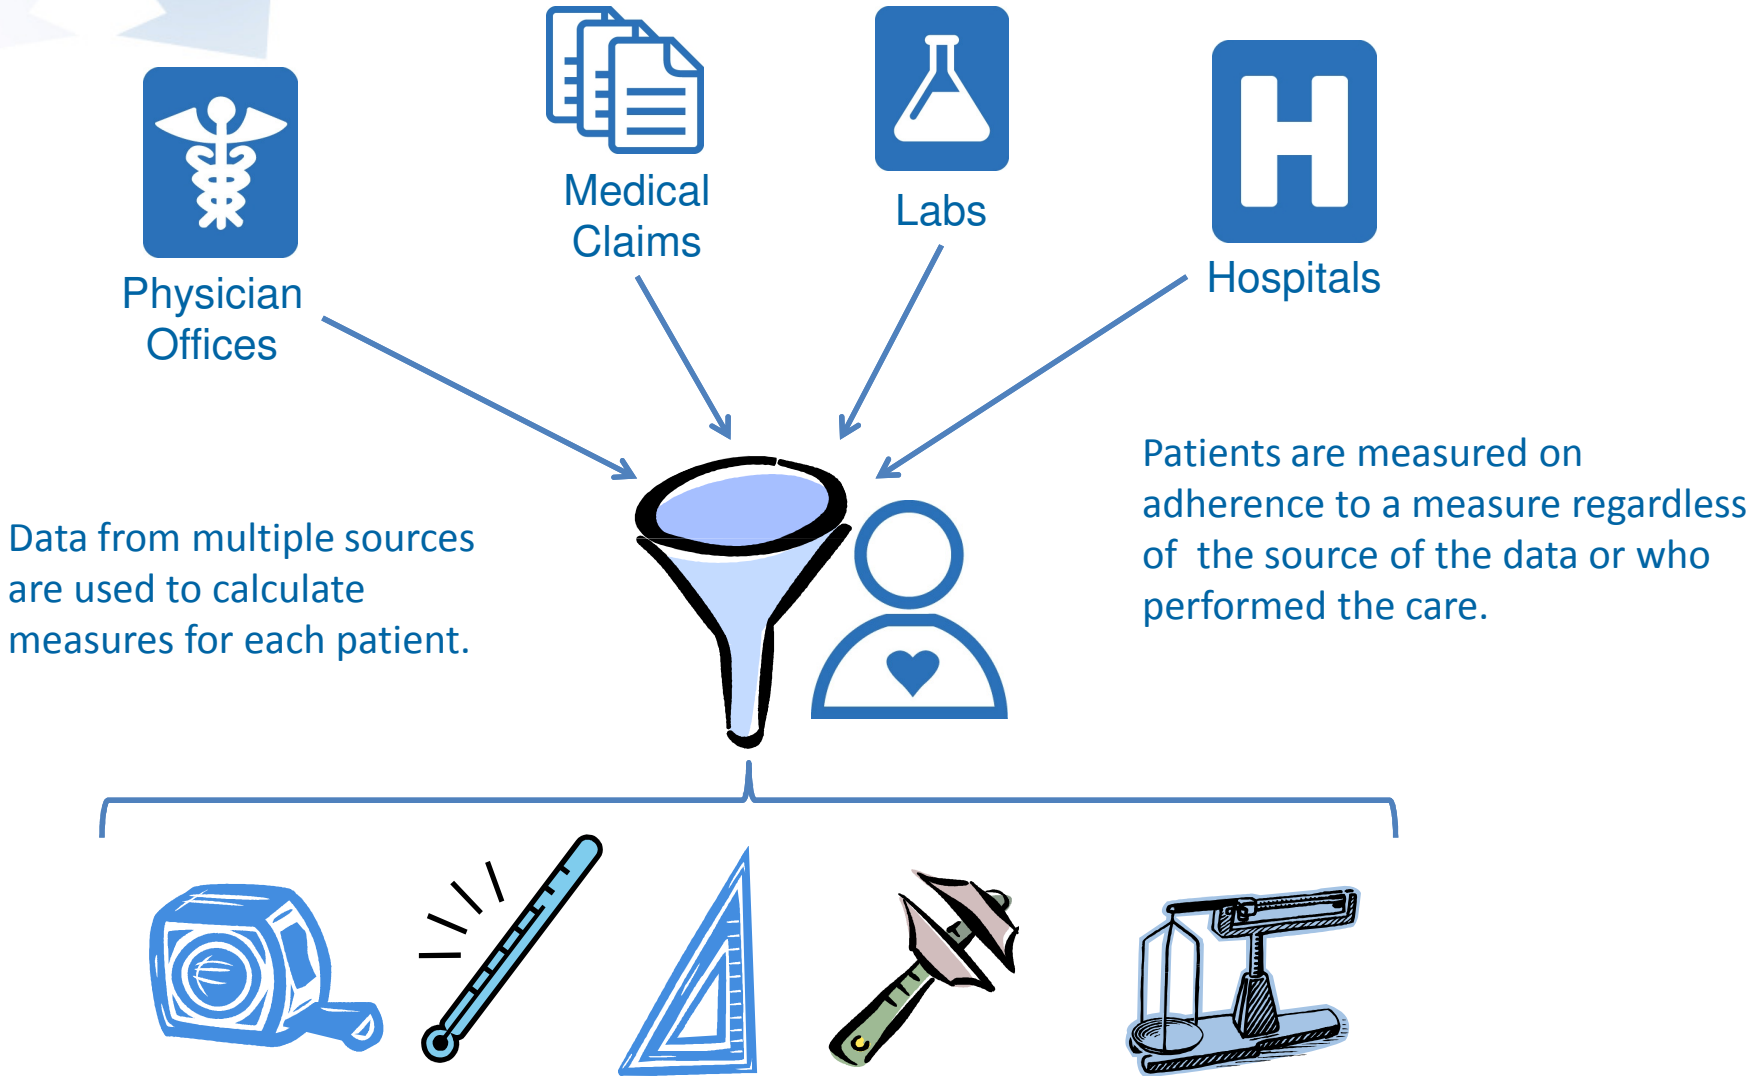 Physician
Offices
Medical
Claims
Labs
Hospitals
Data from multiple sources
are used to calculate
measures for each patient.
Patients are measured on
adherence to a measure regardless
of  the source of the data or who
performed the care.